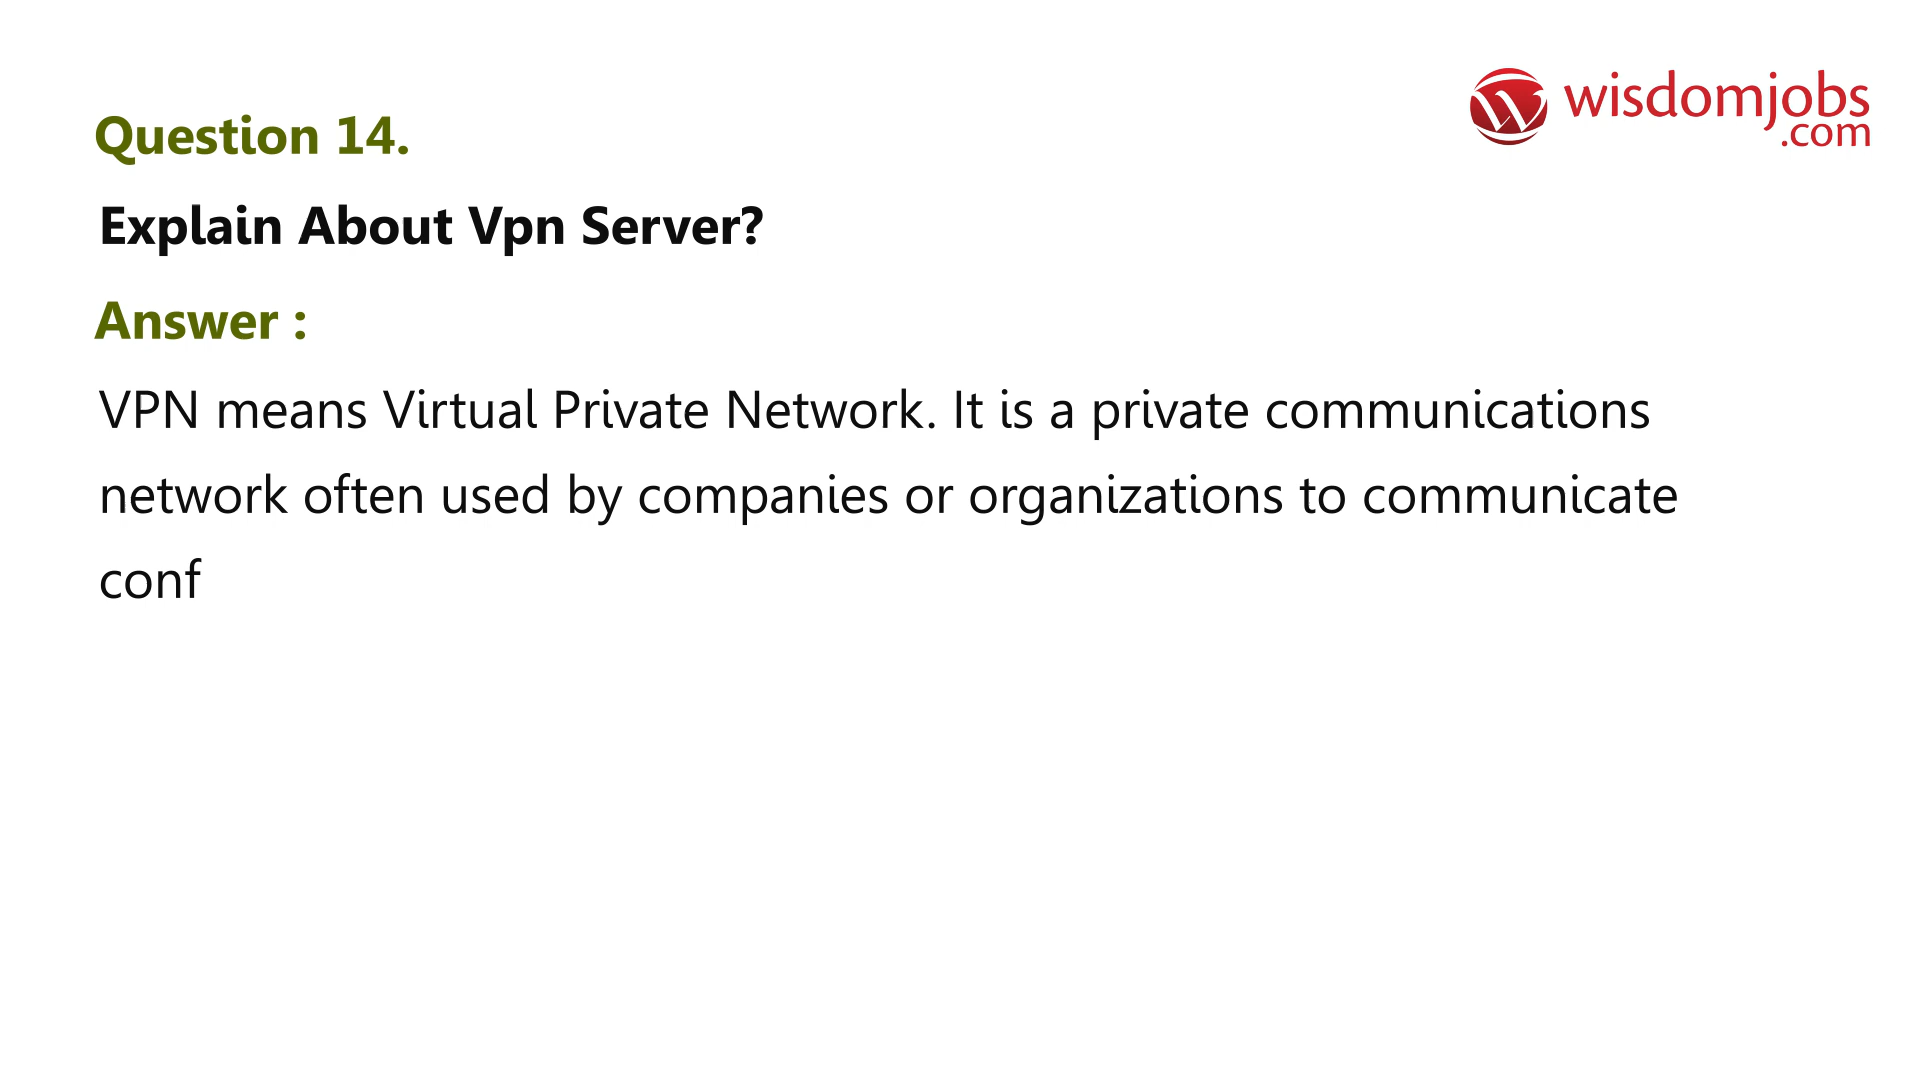 wisdomjobs
.com
Question 14.
Explain About Vpn Server?
Answer :
VPN means Virtual Private Network. It is a private communications
network often used by companies or organizations to communicate
conf